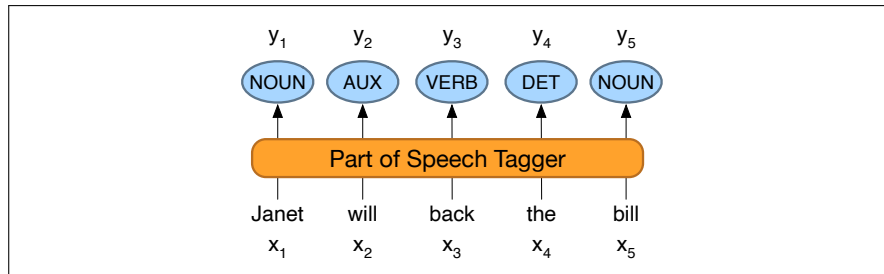 y1 y2 y3 y4 y5
NOUN AUX VERB DET NOUN
Part of Speech Tagger
Janet will back the bill
x1 x2 x3 x4 x5